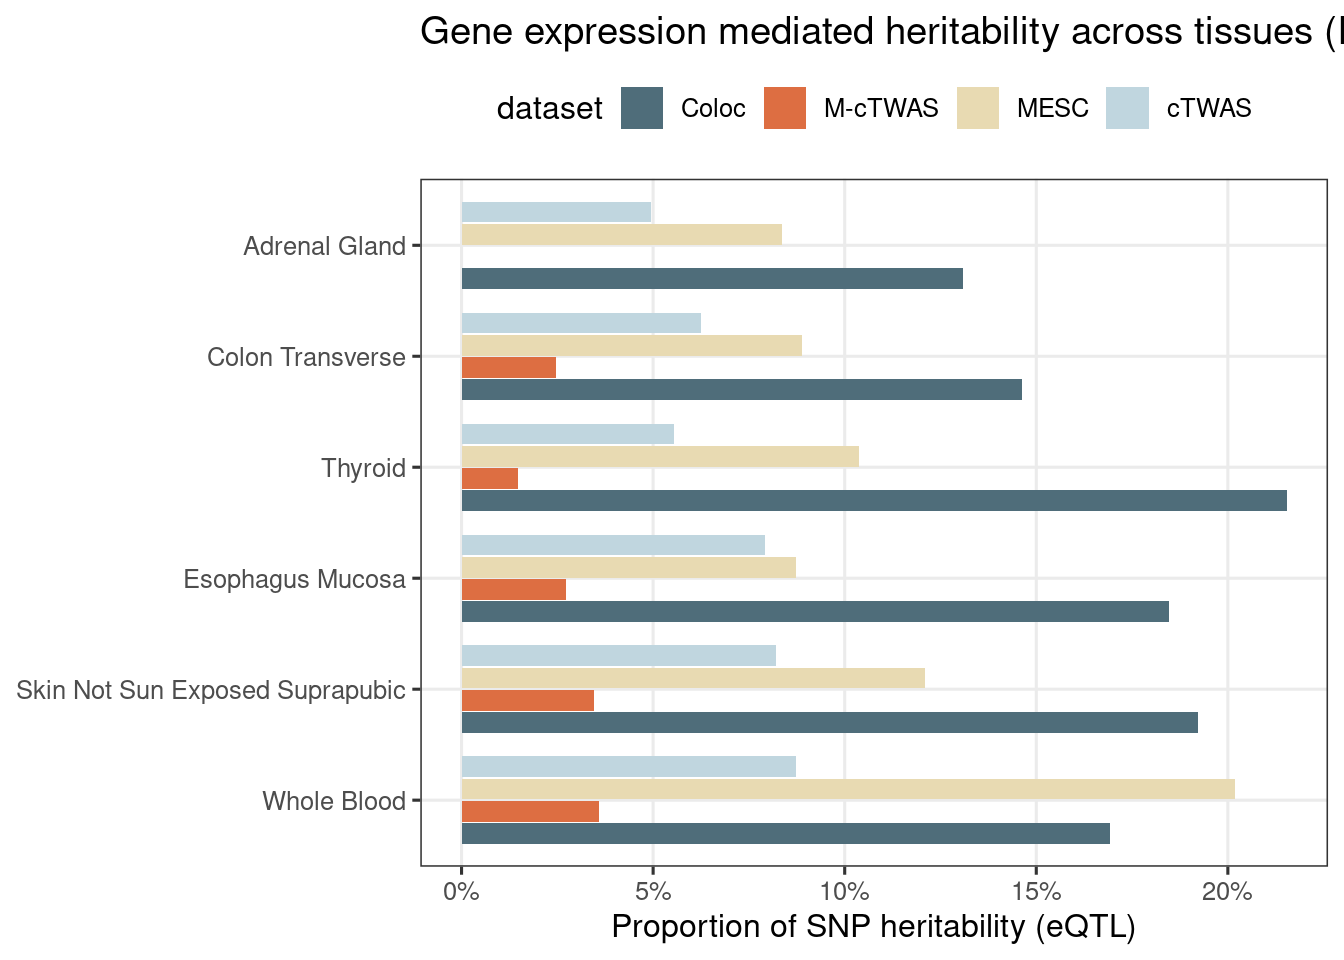 Gene expression mediated heritability across tissues (
dataset Coloc M-cTWAS MESC cTWAS
Adrenal Gland
Colon Transverse
Thyroid
Esophagus Mucosa
Skin Not Sun Exposed Suprapubic
Whole Blood
0% 5% 10% 15% 20%
Proportion of SNP heritability (eQTL)